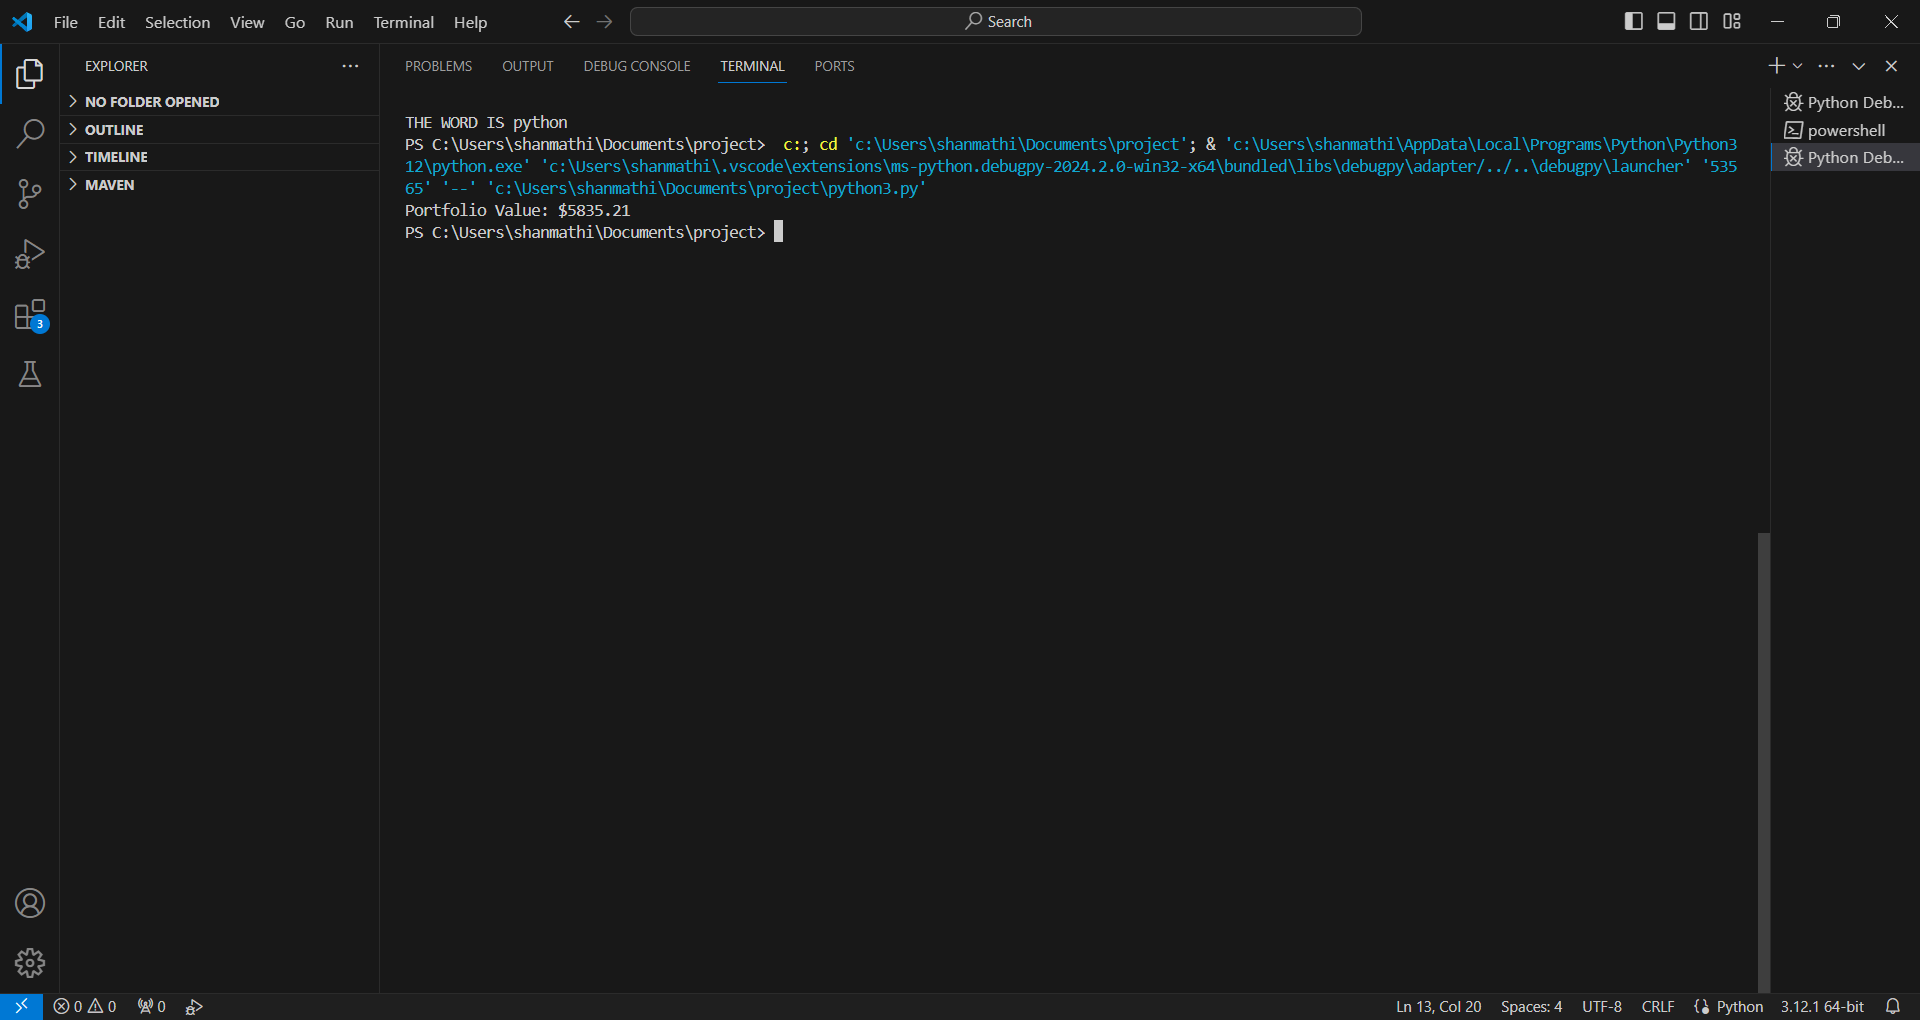 File Edit Selection View Go Run Terminal Help
Search
EXPLORER
NO FOLDER OPENED
OUTLINE
TIMELINE
MAVEN
3
PROBLEMS OUTPUT DEBUG CONSOLE TERMINAL PORTS
THE WORD IS python
PS C:\Users\shanmathi\Documents\project>  c:; cd 'c:\Users\shanmathi\Documents\project'; & 'c:\Users\shanmathi\AppData\Local\Programs\Python\Python3
12\python.exe' 'c:\Users\shanmathi\.vscode\extensions\ms-python.debugpy-2024.2.0-win32-x64\bundled\libs\debugpy\adapter/../..\debugpy\launcher' '535
65' '--' 'c:\Users\shanmathi\Documents\project\python3.py'
Portfolio Value: $5835.21
PS C:\Users\shanmathi\Documents\project>
Python Deb...
powershell
Python Deb...
0 0 0
Ln 13, Col 20 Spaces: 4 UTF-8 CRLF Python 3.12.1 64-bit